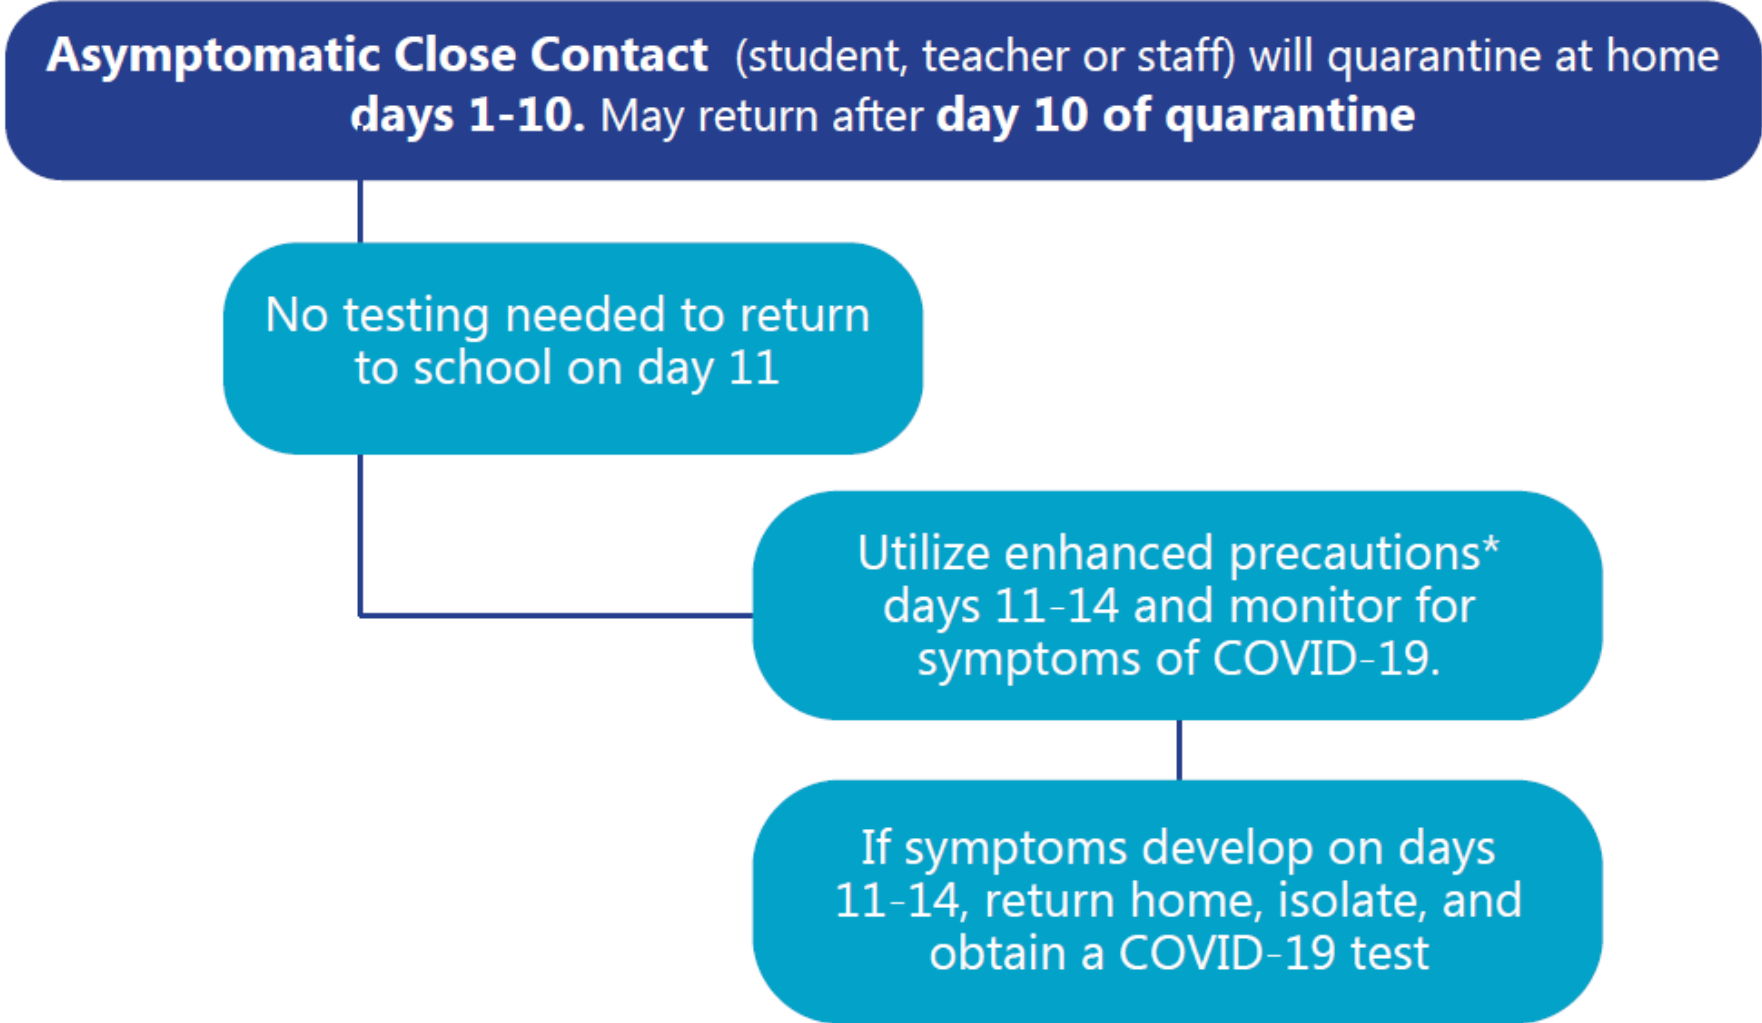 Asymptomatic Close Contact (student, teacher or staff) will quarantine at home
days 1-10. May return after day 10 of quarantine
No testing needed to return
to school on day 11
Utilize enhanced precautions*
days 11-14 and monitor for
symptoms of COVID-19.
If symptoms develop on days
11-14, return home, isolate, and
obtain a COVID-19 test